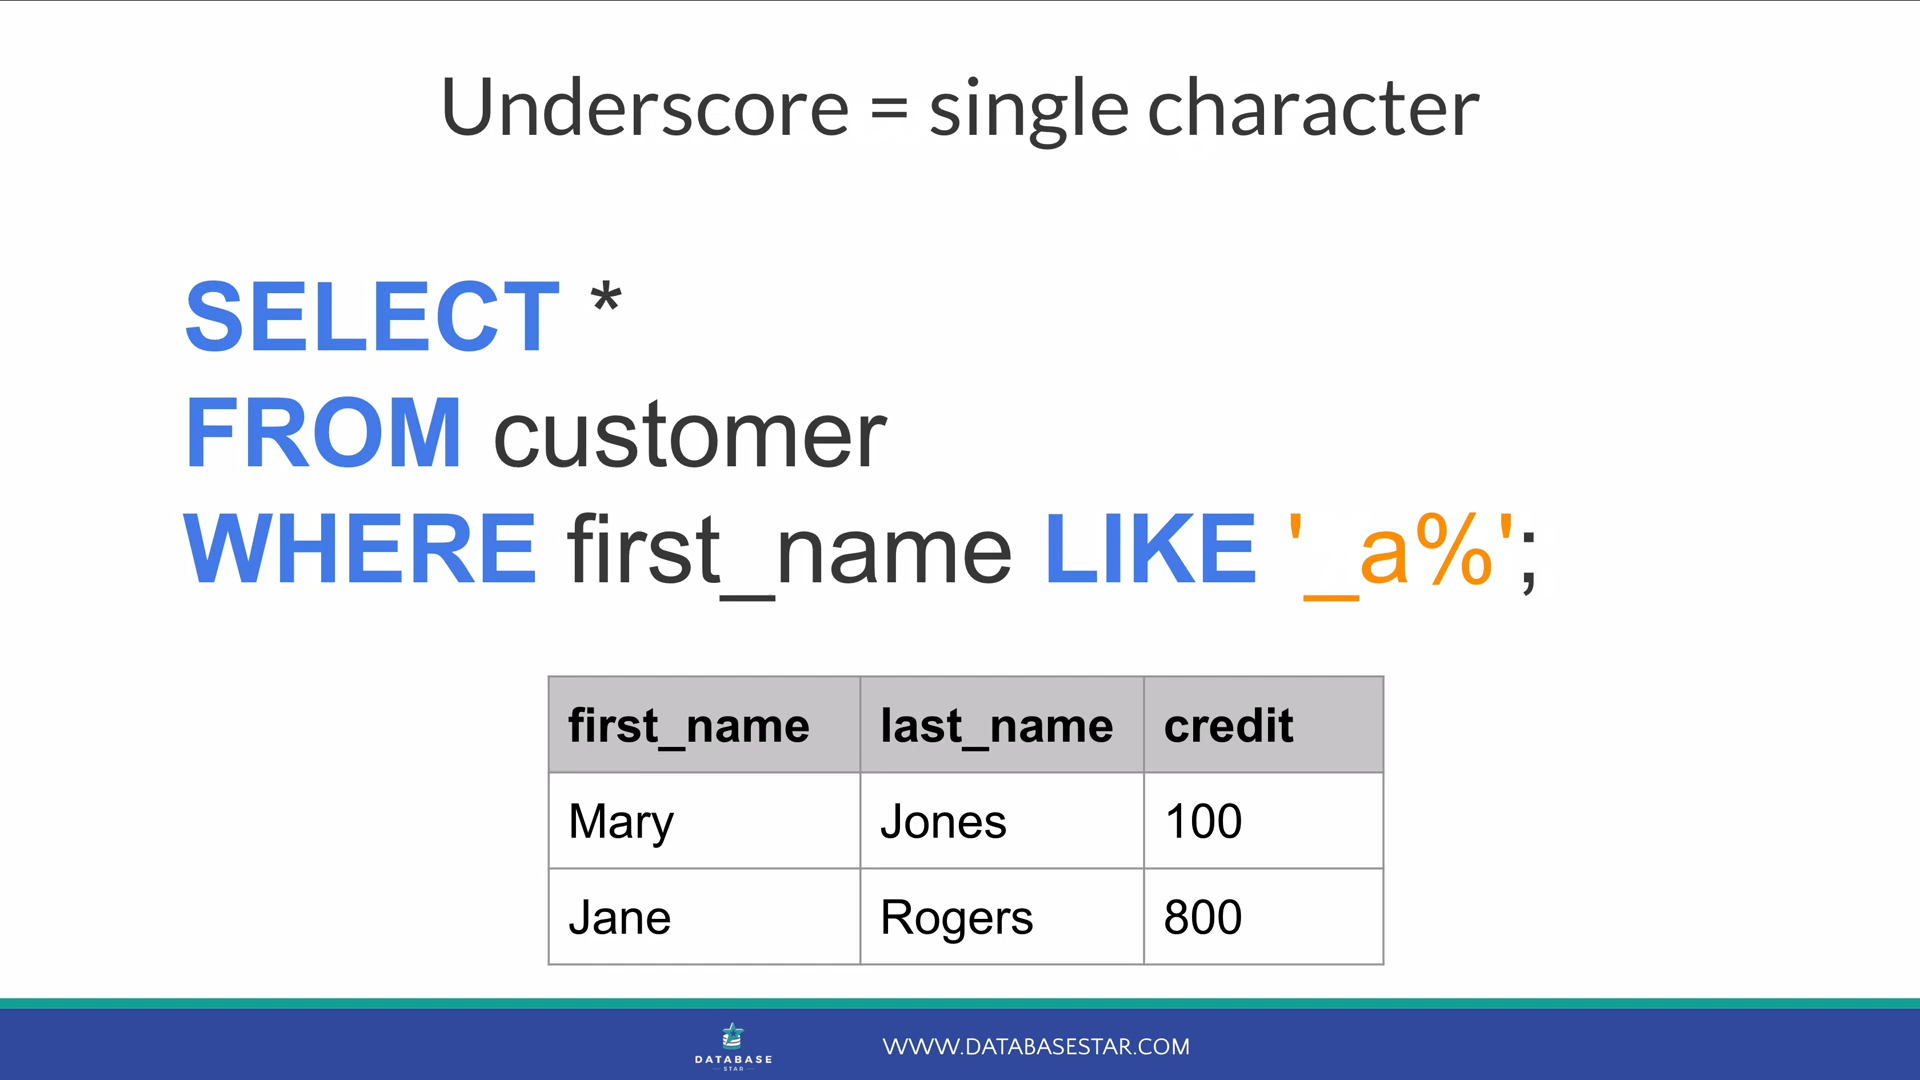 Underscore = single character
SELECT *
FROM customer
WHERE first_name LIKE '_a%';
first_name last_name credit
Mary Jones 100
Jane Rogers 800
DATABASE
STAR
WWW.DATABASESTAR.COM